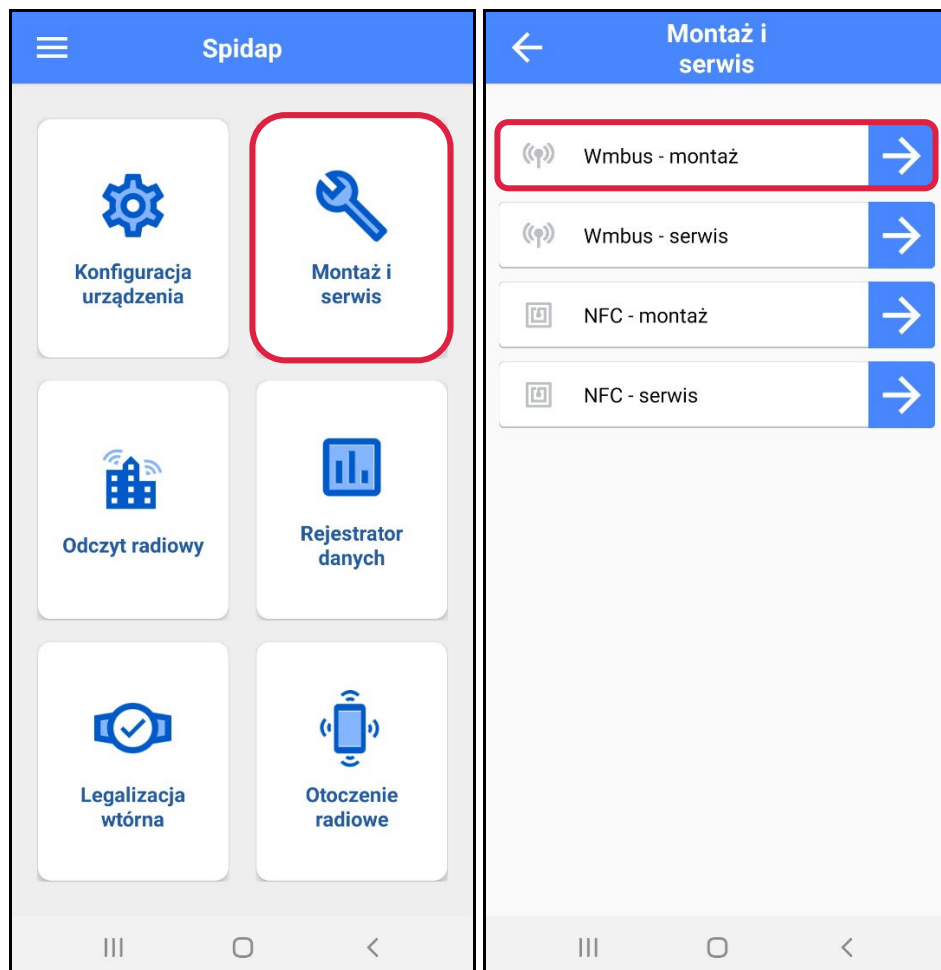 Spidap
Konfiguracja
urządzenia
Montaż i
serwis
Odczyt radiowy
Rejestrator
danych
Legalizacja
wtórna
Otoczenie
radiowe
Montaż i
serwis
Wmbus - montaż
Wmbus - serwis
NFC - montaż
NFC - serwis